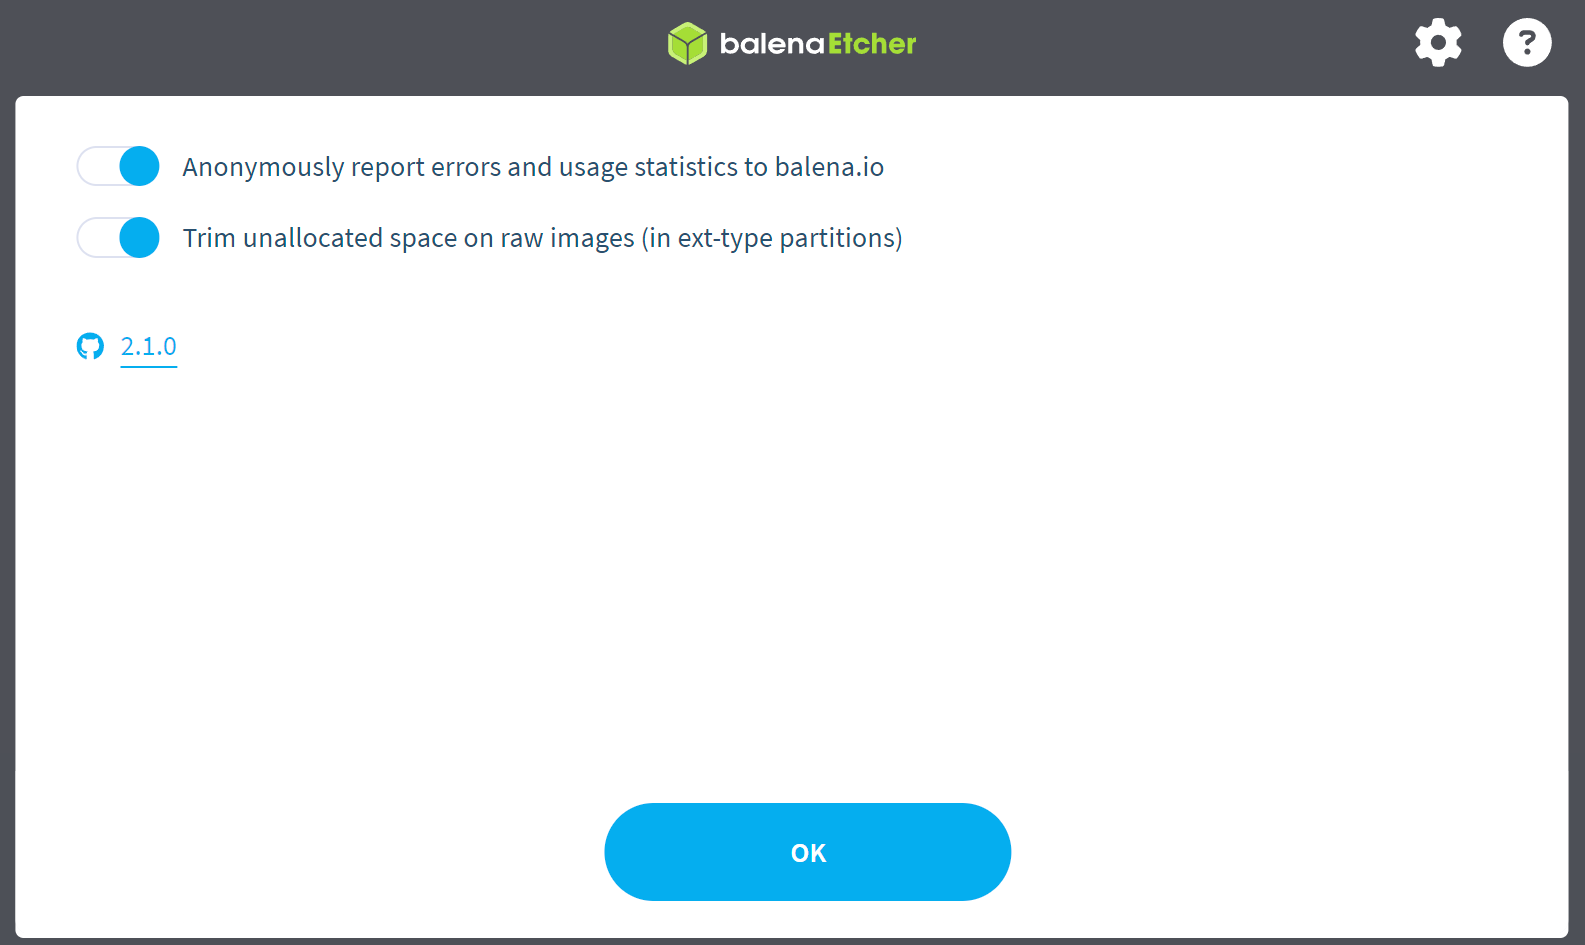 balenaEtcher
?
Anonymously report errors and usage statistics to balena.io
Trim unallocated space on raw images (in ext-type partitions)
2.1.0
OK